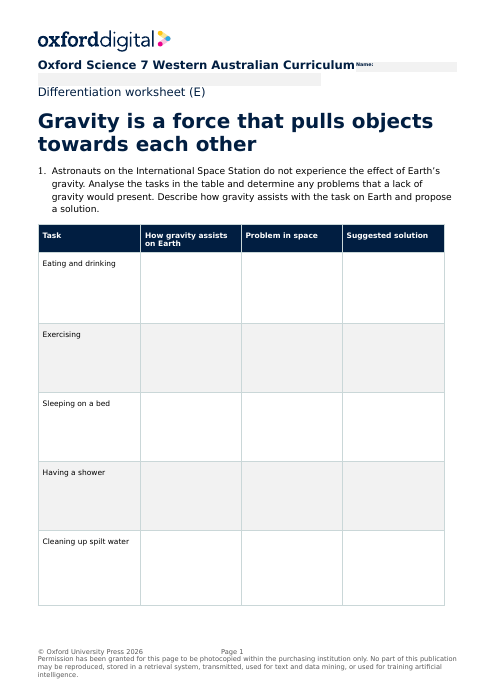 oxforddigital
Oxford Science 7 Western Australian Curriculum Name:
Differentiation worksheet (E)
Gravity is a force that pulls objects
towards each other
1. Astronauts on the International Space Station do not experience the effect of Earth’s
gravity. Analyse the tasks in the table and determine any problems that a lack of
gravity would present. Describe how gravity assists with the task on Earth and propose
a solution.
Task
How gravity assists
on Earth
Problem in space
Suggested solution
Eating and drinking
Exercising
Sleeping on a bed
Having a shower
Cleaning up spilt water
© Oxford University Press 2026 Page 1
Permission has been granted for this page to be photocopied within the purchasing institution only. No part of this publication
may be reproduced, stored in a retrieval system, transmitted, used for text and data mining, or used for training artificial
intelligence.